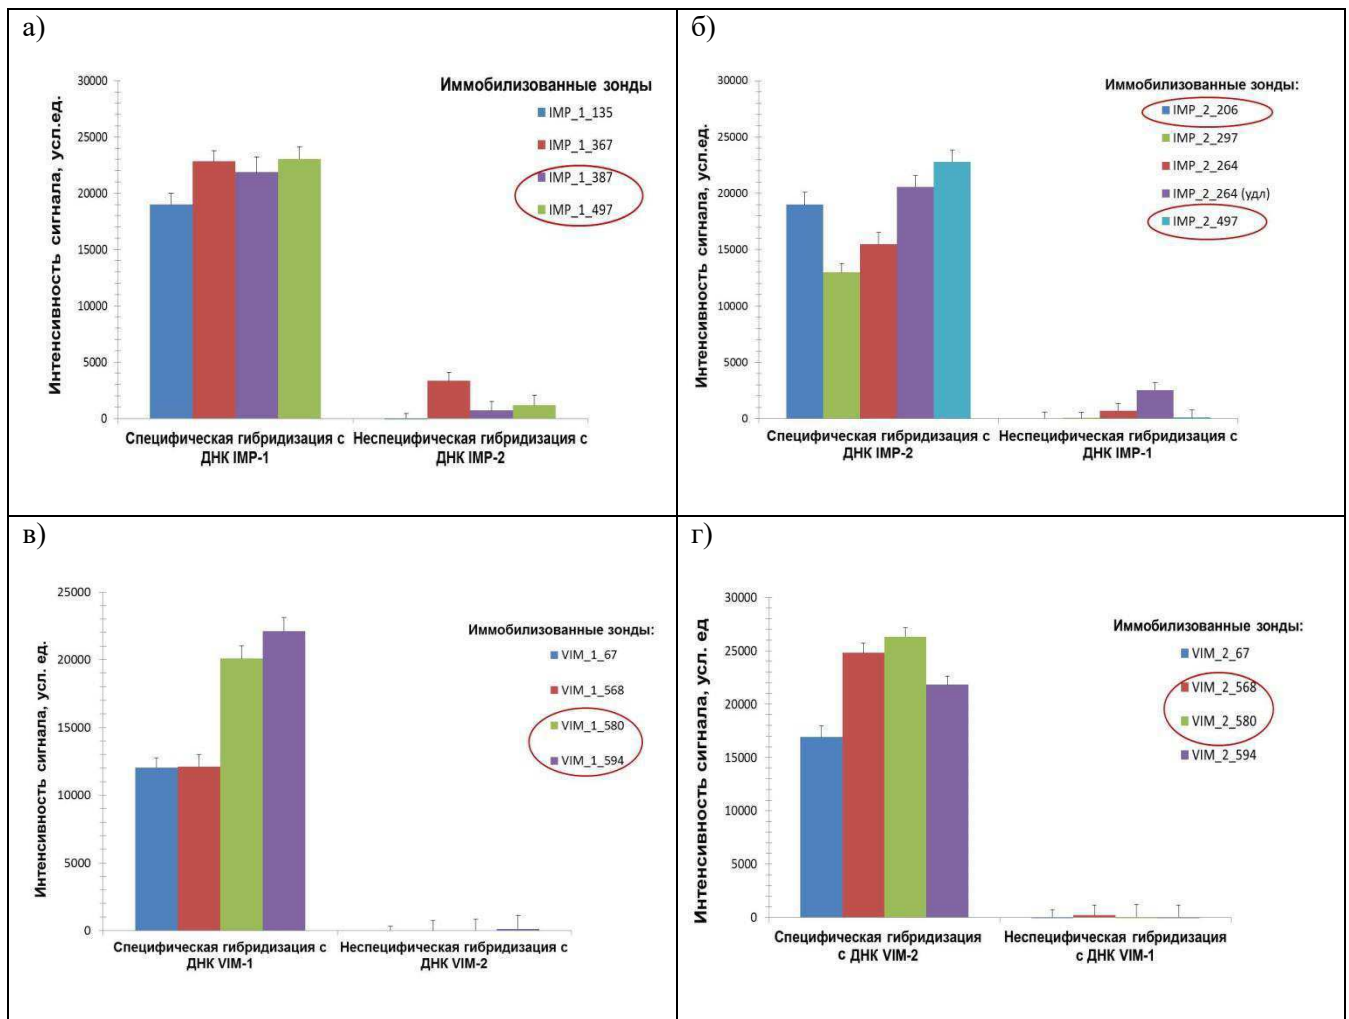 а)
Интенсивность сигнала, усл.ед.
30000
25000
20000
15000
10000
5000
0
Иммобилизованные зонды
IMP_1_135
IMP_1_367
IMP_1_387
IMP_1_497
Специфическая гибридизация с
ДНК IMP-1
Неспецифическая гибридизация с
ДНК IMP-2
б)
Интенсивность сигнала, усл.ед.
30000
25000
20000
15000
10000
5000
0
Иммобилизованные зонды:
IMP_2_206
IMP_2_297
IMP_2_264
IMP_2_264 (удл)
IMP_2_497
Специфическая гибридизация с
ДНК IMP-2
Неспецифическая гибридизация с
ДНК IMP-1
в)
Интенсивность сигнала, усл. ед.
25000
20000
15000
10000
5000
0
Иммобилизованные зонды:
VIM_1_67
VIM_1_568
VIM_1_580
VIM_1_594
Специфическая гибридизация с
ДНК VIM-1
Неспецифическая гибридизация с
ДНК VIM-2
г)
Интенсивность сигнала, усл. ед
30000
25000
20000
15000
10000
5000
0
Иммобилизованные зонды:
VIM_2_67
VIM_2_568
VIM_2_580
VIM_2_594
Специфическая гибридизация
с ДНК VIM-2
Неспецифическая гибридизация
с ДНК VIM-1